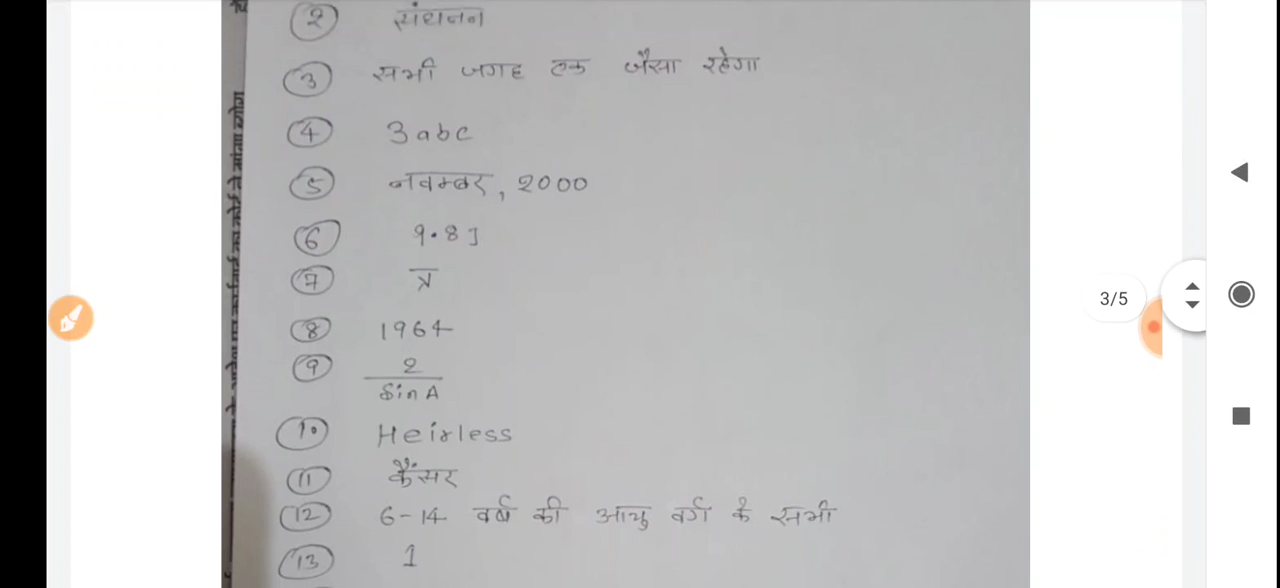 ② संघनन
③ सभी जगह एक जैसा रहेगा
④ 3abc
⑤ नवम्बर, 2000
⑥ 9.8J
⑦ त्र
⑧ 1964
⑨ 2/Sin A
⑩ Heirless
⑪ कैंसर
⑫ 6-14 वर्ष की आयु वर्ग के सभी
⑬ 1
3/5